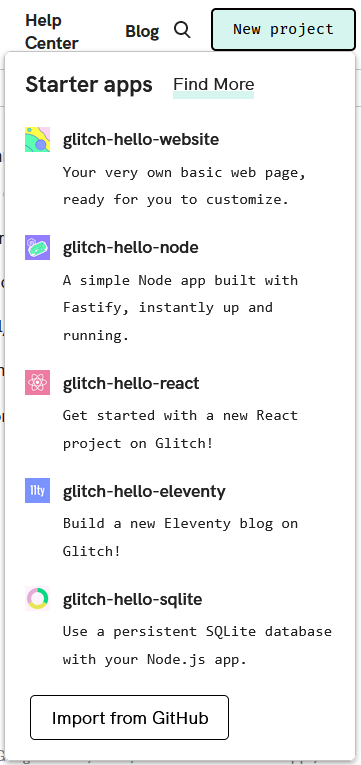 Help
Center
Blog
New project
Starter apps Find More
glitch-hello-website
Your very own basic web page,
ready for you to customize.
glitch-hello-node
A simple Node app built with
Fastify, instantly up and
running.
glitch-hello-react
Get started with a new React
project on Glitch!
11ty
glitch-hello-eleventy
Build a new Eleventy blog on
Glitch!
glitch-hello-sqlite
Use a persistent SQLite database
with your Node.js app.
Import from GitHub